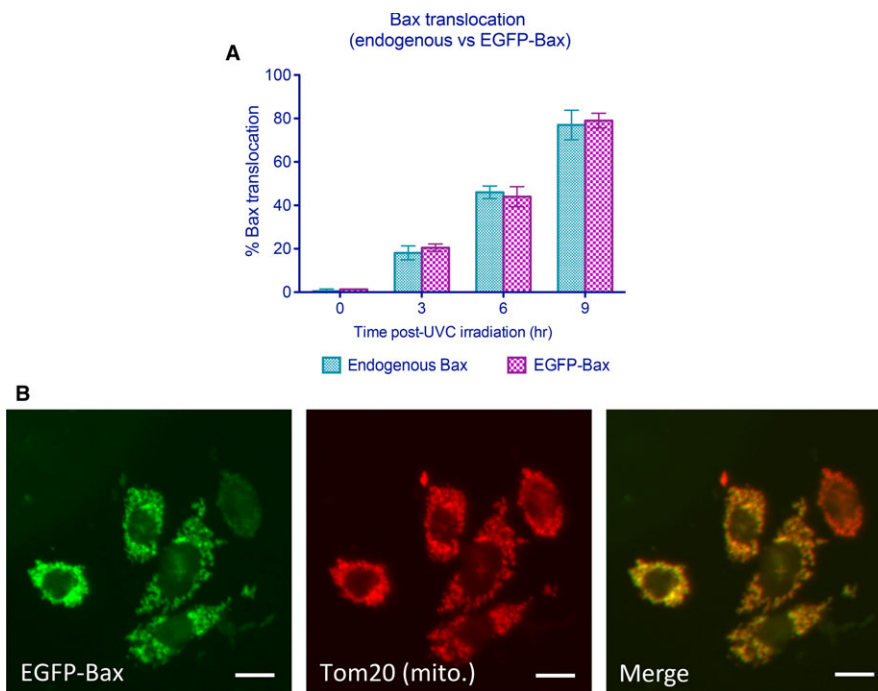 Bax translocation
(endogenous vs EGFP-Bax)
A
% Bax translocation
100
80
60
40
20
0
0 3 6 9
Time post-UVC irradiation (hr)
Endogenous Bax EGFP-Bax
B
EGFP-Bax Tom20 (mito.) Merge